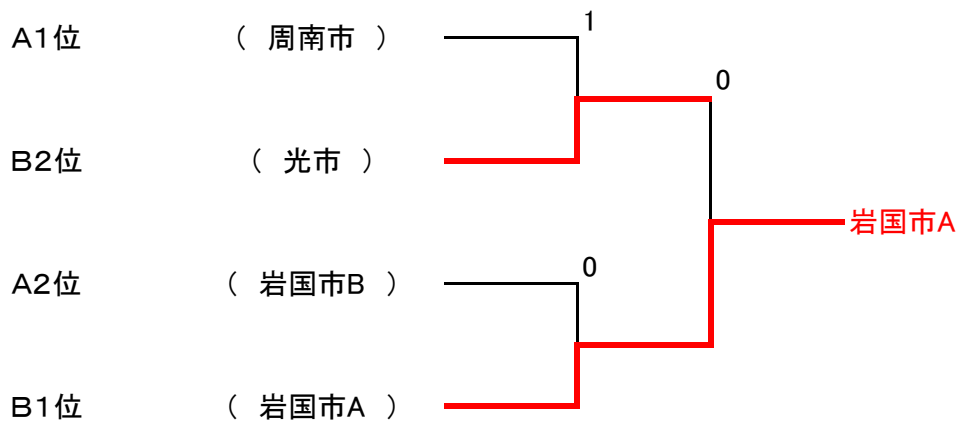 1
A1位 ( 周南市 )
0
B2位 ( 光市 )
岩国市A
0
A2位 ( 岩国市B )
B1位 ( 岩国市A )